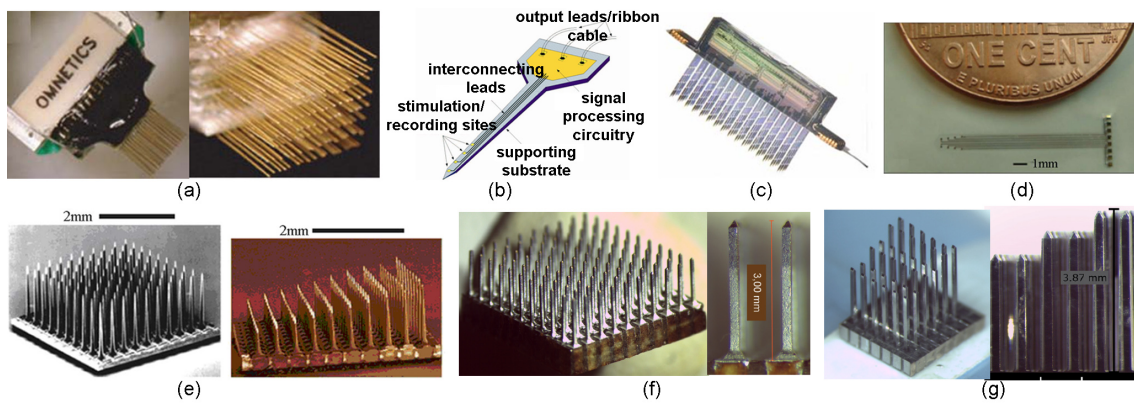 OMNETICS
(a)
output leads/ribbon
cable
interconnecting
leads
stimulation/
recording sites
signal
processing
circuitry
supporting
substrate
(b)
(c)
ONE CENT
E PLURIBUS UNUM
1mm
(d)
2mm
2mm
(e)
3.00 mm
(f)
3.87 mm
(g)